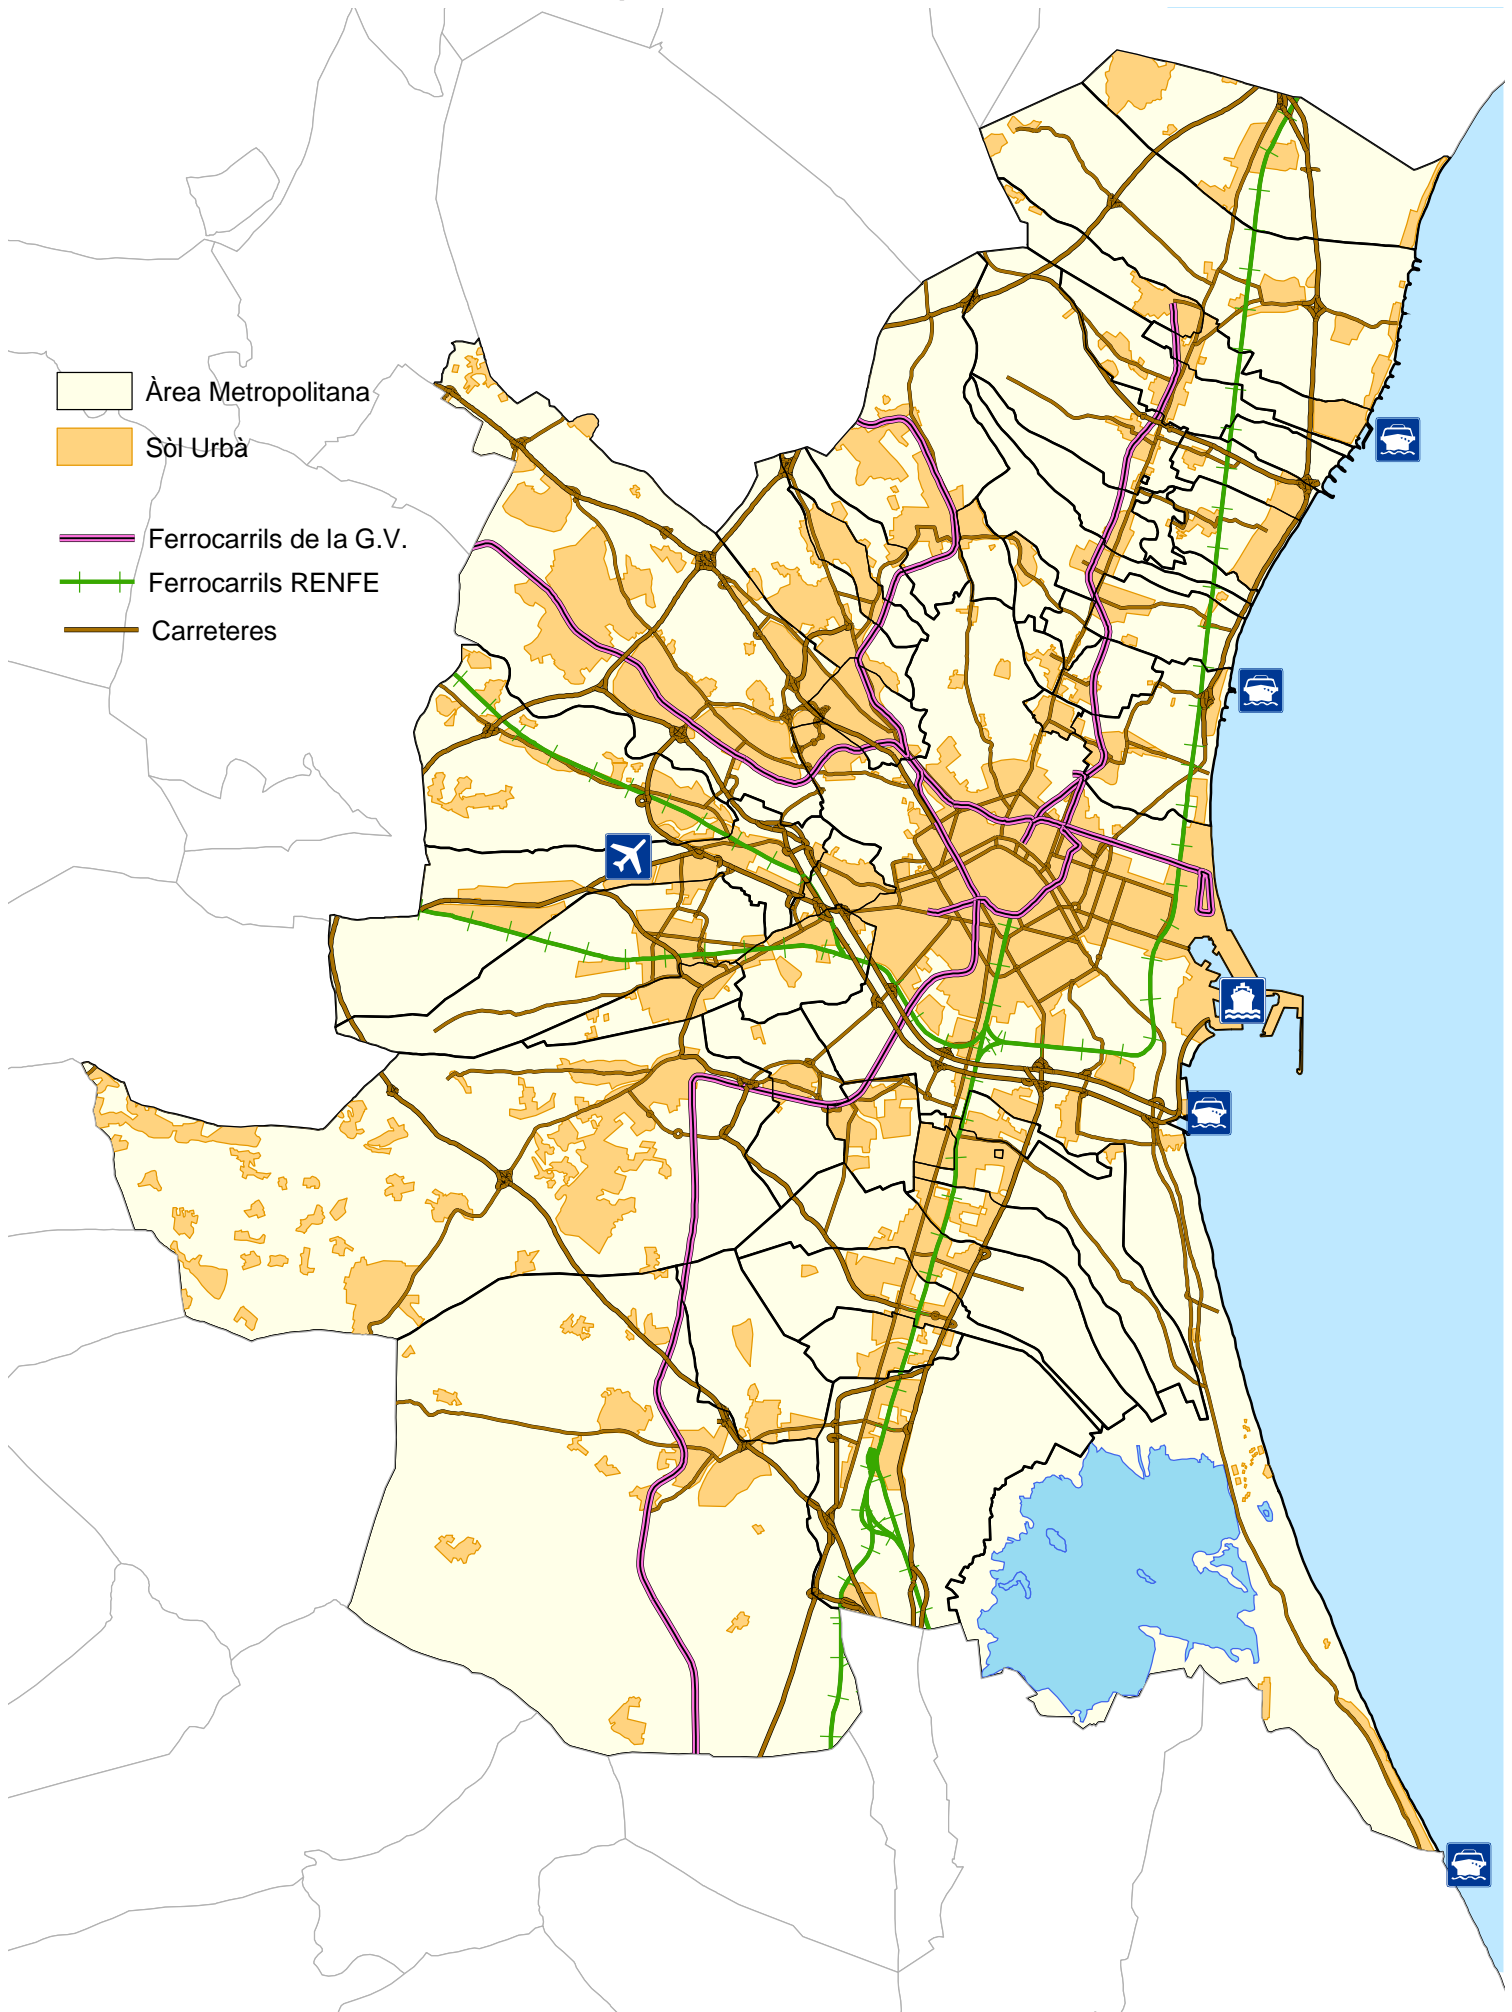 Àrea Metropolitana
Sòl Urbà
Ferrocarrils de la G.V.
Ferrocarrils RENFE
Carreteres